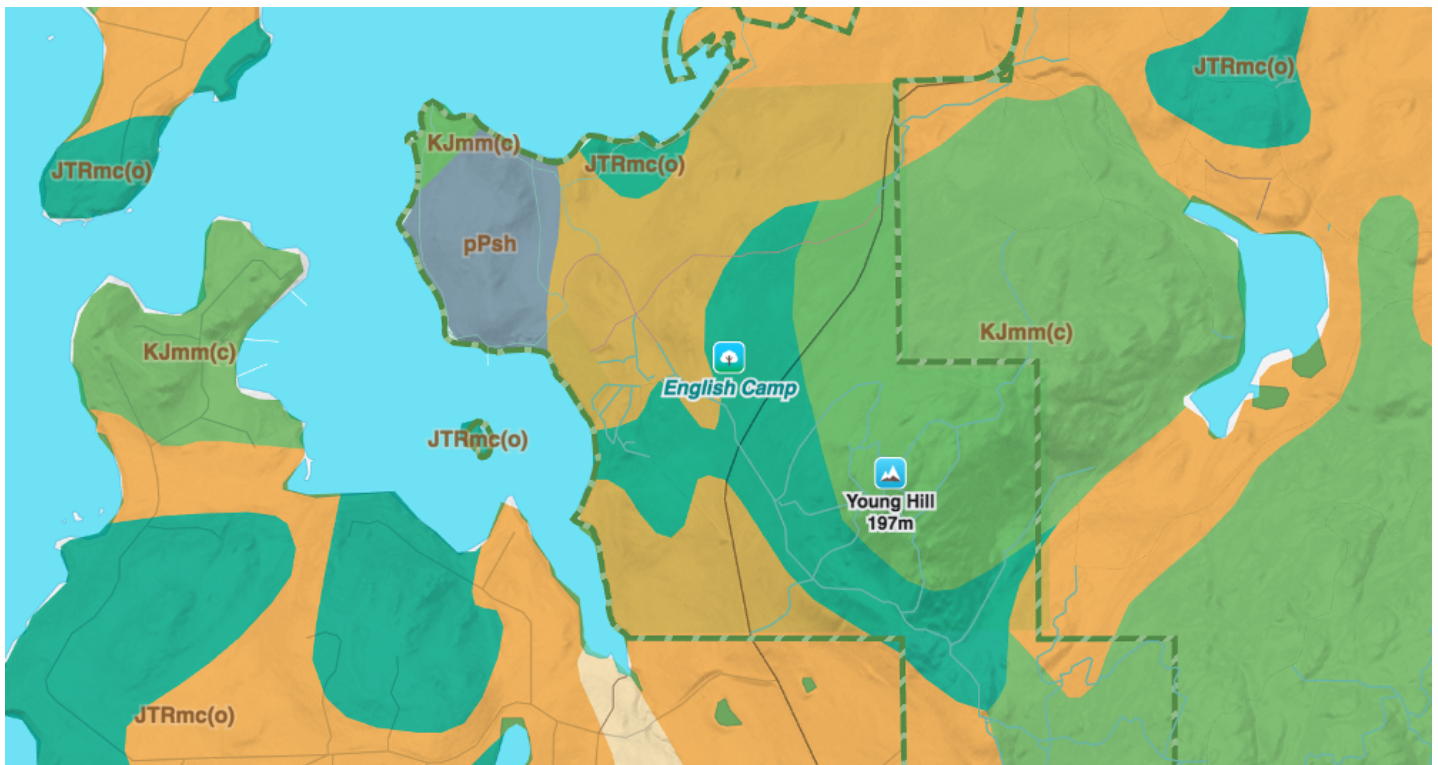 JTRmc(o)
KJmm(c)
JTRmc(o)
JTRmc(o)
pPsh
KJmm(c)
KJmm(c)
English Camp
JTRmc(o)
Young Hill
197m
JTRmc(o)